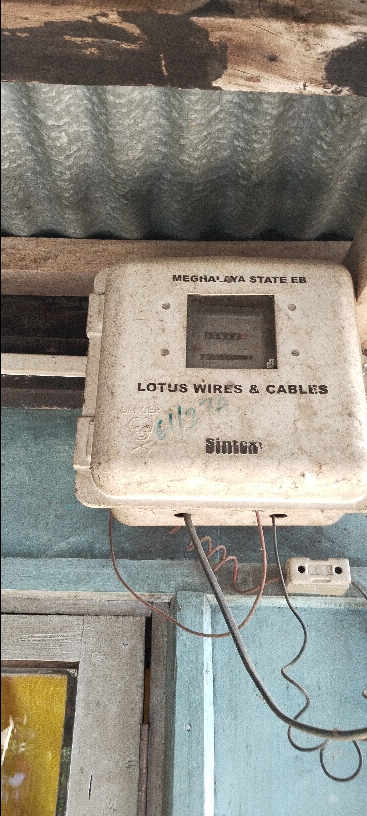 MEGHALAYA STATE EB
LOTUS WIRES & CABLES
DANGER
Sintex